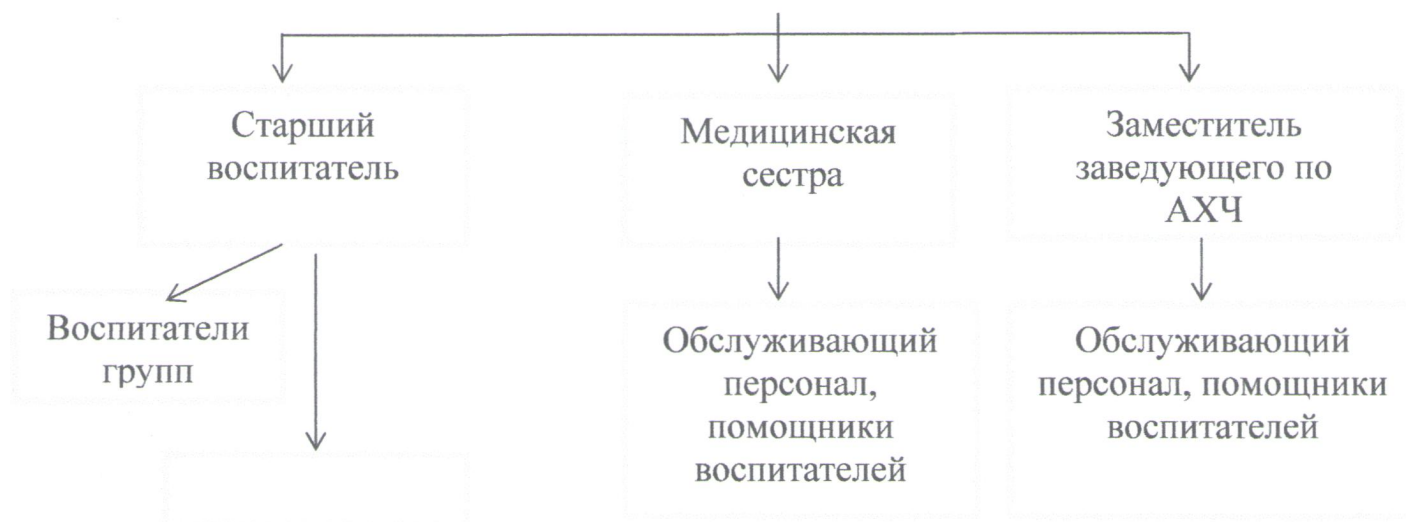 Старший
воспитатель
Медицинская
сестра
Заместитель
заведующего по
АХЧ
Воспитатели
групп
Обслуживающий
персонал,
помощники
воспитателей
Обслуживающий
персонал, помощники
воспитателей